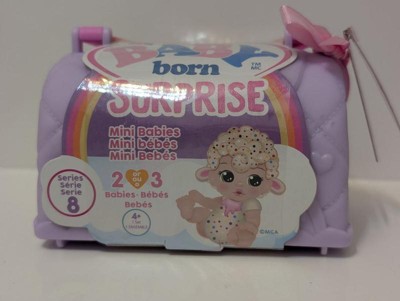 BABY
born
TM
MC
SURPRISE
Mini Babies
Mini bébés
Mini Bebés
2 or ou o 3
Babies • Bébés
Bebés
Series
Série
Serie
8
4+
©MGA